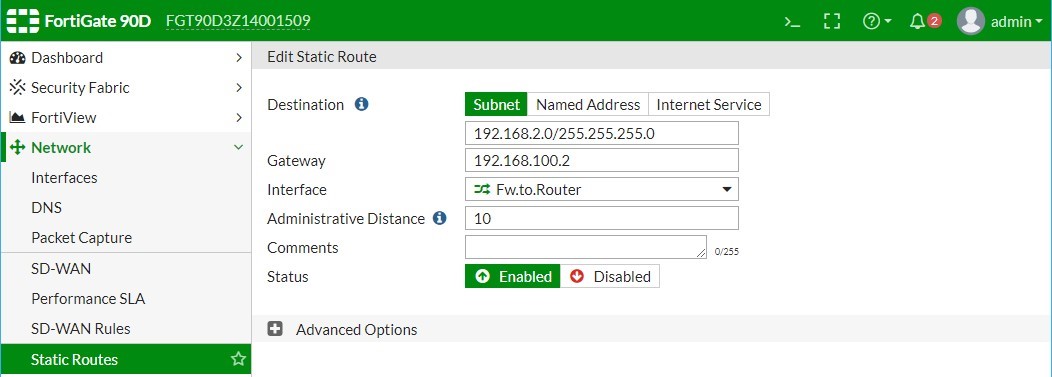 FortiGate 90D FGT90D3Z14001509 >_ 2 admin
Dashboard
Security Fabric
FortiView
Network
Interfaces
DNS
Packet Capture
SD-WAN
Performance SLA
SD-WAN Rules
Static Routes
Edit Static Route
Destination Subnet Named Address Internet Service
192.168.2.0/255.255.255.0
Gateway 192.168.100.2
Interface Fw.to.Router
Administrative Distance 10
Comments 0/255
Status Enabled Disabled
Advanced Options